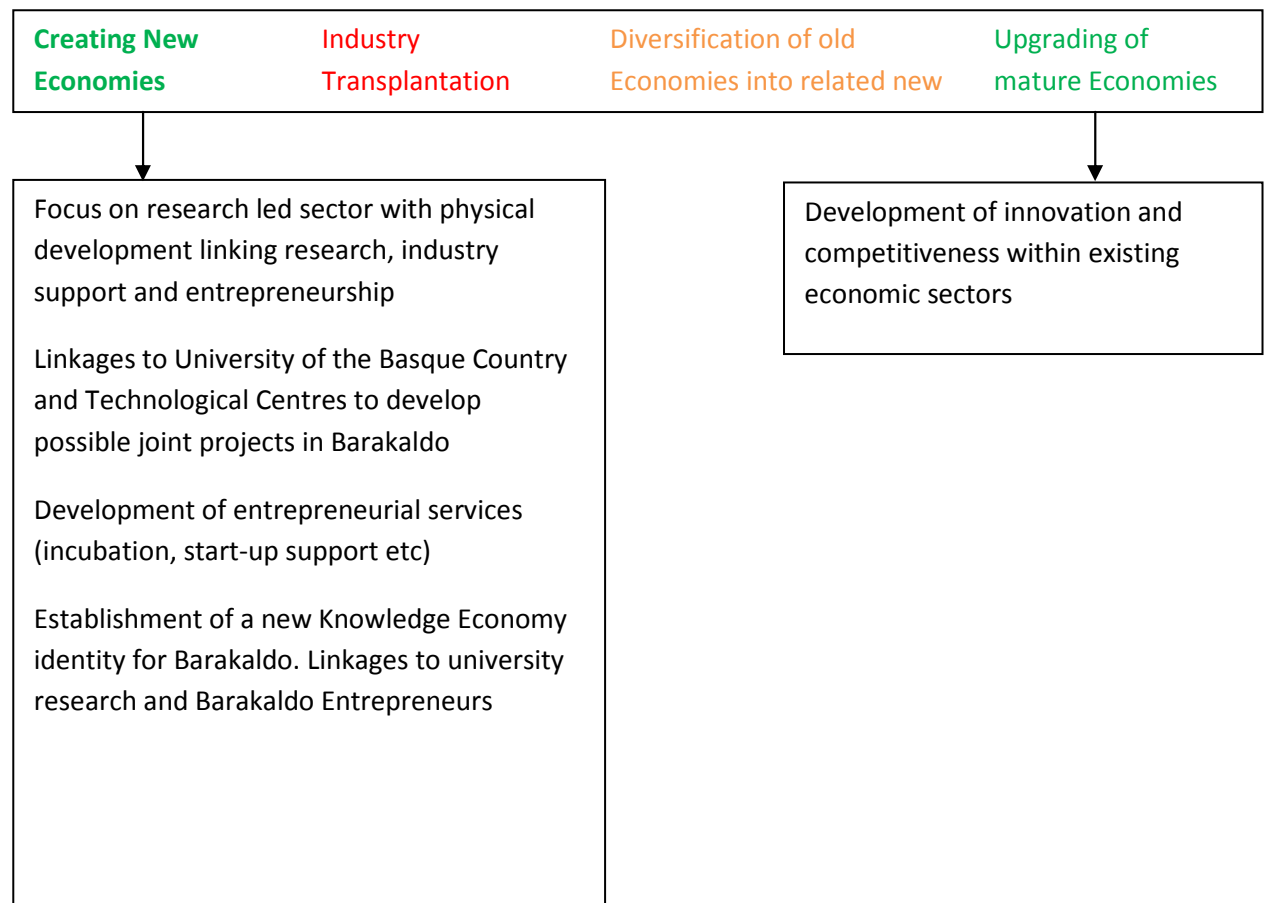 Creating New
Economies
Industry
Transplantation
Diversification of old
Economies into related new
Upgrading of
mature Economies
Focus on research led sector with physical
development linking research, industry
support and entrepreneurship
Linkages to University of the Basque Country
and Technological Centres to develop
possible joint projects in Barakaldo
Development of entrepreneurial services
(incubation, start-up support etc)
Establishment of a new Knowledge Economy
identity for Barakaldo. Linkages to university
research and Barakaldo Entrepreneurs
Development of innovation and
competitiveness within existing
economic sectors